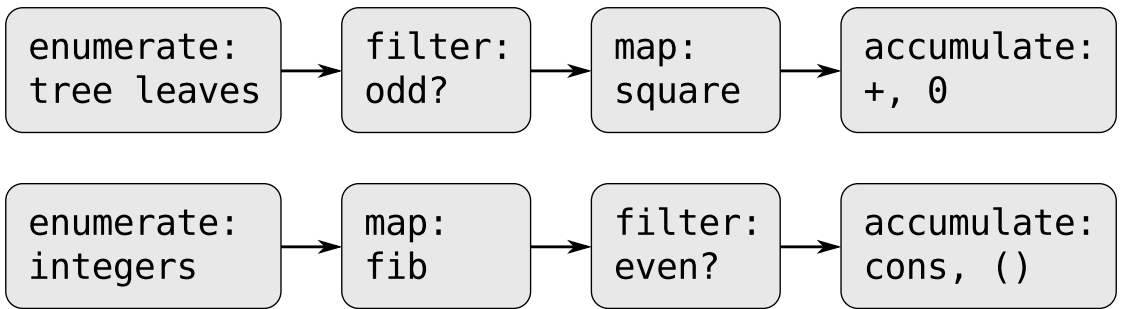 enumerate:
tree leaves
filter:
odd?
map:
square
accumulate:
+, 0
enumerate:
integers
map:
fib
filter:
even?
accumulate:
cons, ()